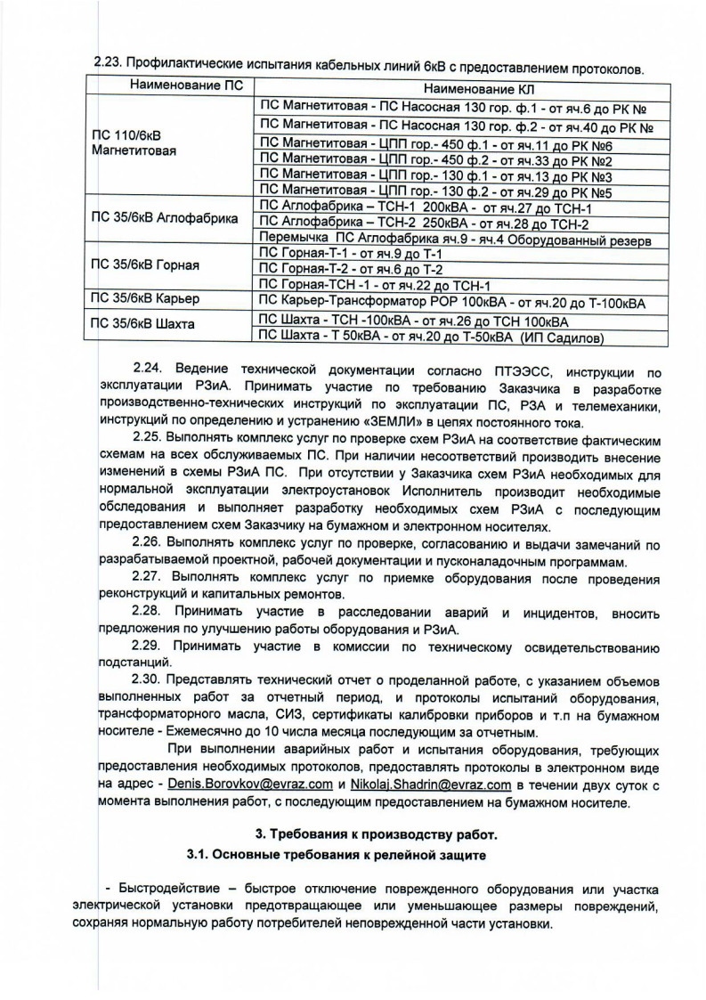 2.23. Профилактические испытания кабельных линий 6кВ с предоставлением протоколов.
Наименование ПС	Наименование КЛ
ПС 110/6кВ Магнетитовая
ПС Магнетитовая - ПС Насосная 130 гор. ф.1 - от яч.6 до РК №
ПС Магнетитовая - ПС Насосная 130 гор. ф.2 - от яч.40 до РК №
ПС Магнетитовая - ЦПП гор.- 450 ф.1 - от яч.11 до РК №6
ПС Магнетитовая - ЦПП гор.- 450 ф.2 - от яч.33 до РК №2
ПС Магнетитовая - ЦПП гор.- 130 ф.1 - от яч.13 до РК №3
ПС Магнетитовая - ЦПП гор.- 130 ф.2 - от яч.29 до РК №5
ПС 35/6кВ Аглофабрика
ПС Аглофабрика – ТСН-1 200кВА - от яч.27 до ТСН-1
ПС Аглофабрика – ТСН-2 250кВА - от яч.28 до ТСН-2
Перемычка ПС Аглофабрика яч.9 - яч.4 Оборудованный резерв
ПС 35/6кВ Горная
ПС Горная-Т-1 - от яч.9 до Т-1
ПС Горная-Т-2 - от яч.6 до Т-2
ПС Горная-ТСН -1 - от яч.22 до ТСН-1
ПС 35/6кВ Карьер
ПС Карьер-Трансформатор РОР 100кВА - от яч.20 до Т-100кВА
ПС 35/6кВ Шахта
ПС Шахта - ТСН -100кВА - от яч.26 до ТСН 100кВА
ПС Шахта - Т 50кВА - от яч.20 до Т-50кВА (ИП Садилов)
2.24. Ведение технической документации согласно ПТЭЭСС, инструкции по
эксплуатации РЗиА. Принимать участие по требованию Заказчика в разработке
производственно-технических инструкций по эксплуатации ПС, РЗА и телемеханики,
инструкций по определению и устранению «ЗЕМЛИ» в цепях постоянного тока.
2.25. Выполнять комплекс услуг по проверке схем РЗиА на соответствие фактическим
схемам на всех обслуживаемых ПС. При наличии несоответствий производить внесение
изменений в схемы РЗиА ПС. При отсутствии у Заказчика схем РЗиА необходимых для
нормальной эксплуатации электроустановок Исполнитель производит необходимые
обследования и выполняет разработку необходимых схем РЗиА с последующим
предоставлением схем Заказчику на бумажном и электронном носителях.
2.26. Выполнять комплекс услуг по проверке, согласованию и выдачи замечаний по
разрабатываемой проектной, рабочей документации и пусконаладочным программам.
2.27. Выполнять комплекс услуг по приемке оборудования после проведения
реконструкций и капитальных ремонтов.
2.28. Принимать участие в расследовании аварий и инцидентов, вносить
предложения по улучшению работы оборудования и РЗиА.
2.29. Принимать участие в комиссии по техническому освидетельствованию
подстанций.
2.30. Представлять технический отчет о проделанной работе, с указанием объемов
выполненных работ за отчетный период, и протоколы испытаний оборудования,
трансформаторного масла, СИЗ, сертификаты калибровки приборов и т.п на бумажном
носителе - Ежемесячно до 10 числа месяца последующим за отчетным.
При выполнении аварийных работ и испытания оборудования, требующих
предоставления необходимых протоколов, предоставлять протоколы в электронном виде
на адрес - Denis.Borovkov@evraz.com и Nikolaj.Shadrin@evraz.com в течении двух суток с
момента выполнения работ, с последующим предоставлением на бумажном носителе.
3. Требования к производству работ.
3.1. Основные требования к релейной защите
- Быстродействие – быстрое отключение поврежденного оборудования или участка
электрической установки предотвращающее или уменьшающее размеры повреждений,
сохраняя нормальную работу потребителей неповрежденной части установки.